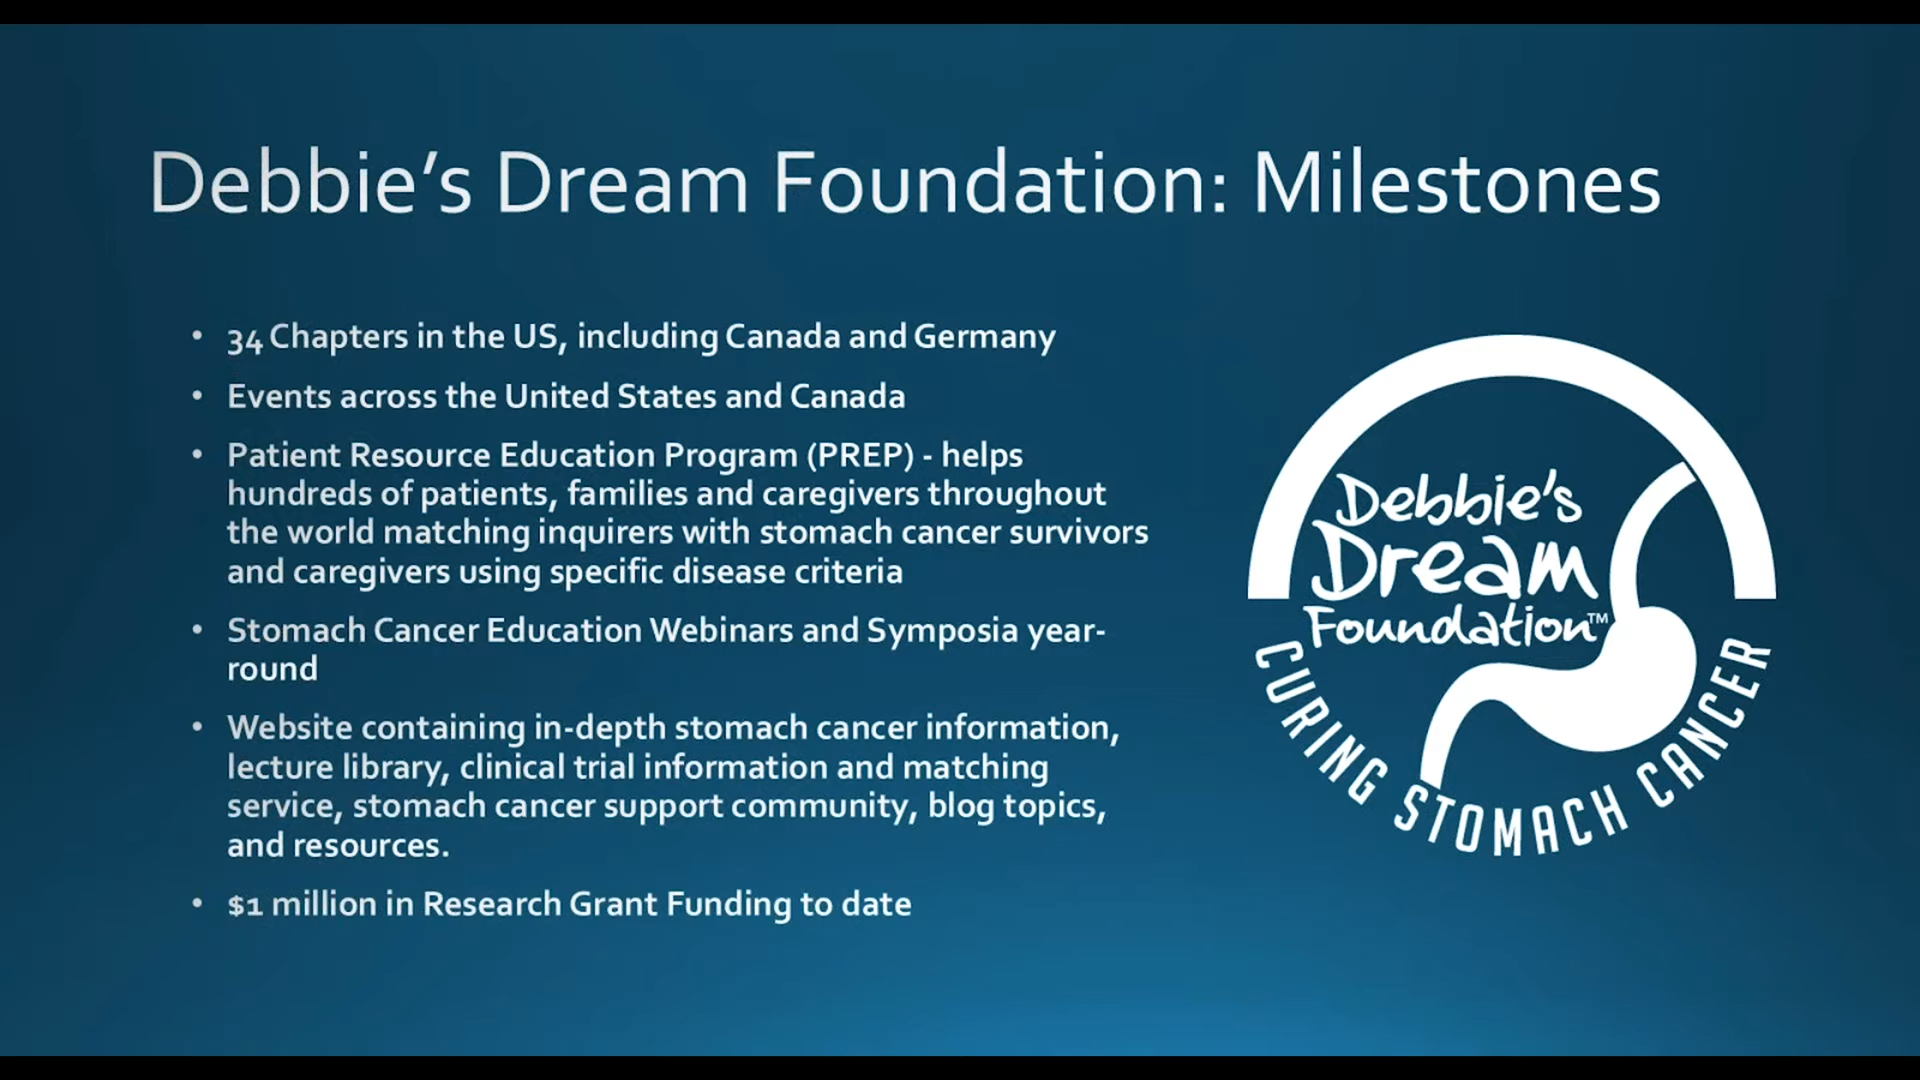 Debbie’s Dream Foundation: Milestones
• 34 Chapters in the US, including Canada and Germany
• Events across the United States and Canada
• Patient Resource Education Program (PREP) - helps
hundreds of patients, families and caregivers throughout
the world matching inquirers with stomach cancer survivors
and caregivers using specific disease criteria
• Stomach Cancer Education Webinars and Symposia year-
round
• Website containing in-depth stomach cancer information,
lecture library, clinical trial information and matching
service, stomach cancer support community, blog topics,
and resources.
• $1 million in Research Grant Funding to date
Debbie's
Dream
Foundation™
CURING STOMACH CANCER